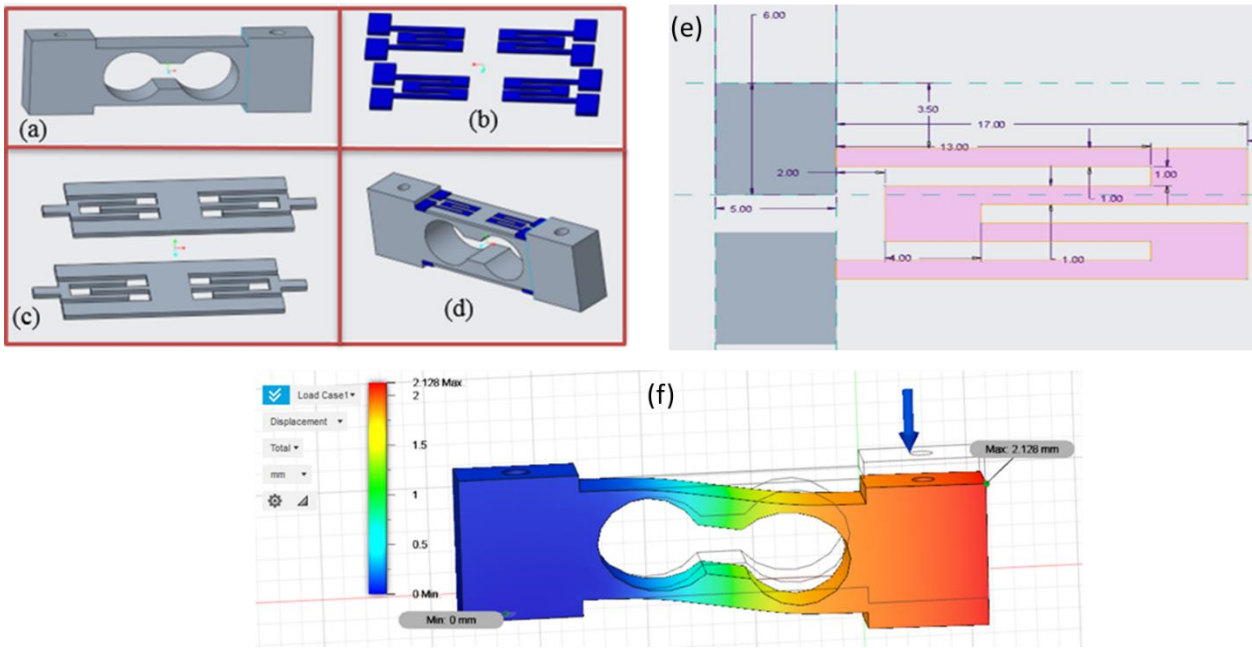 (a)
(b)
(c)
(d)
(e)
6.00
3.50
17.00
13.00
2.00
1.00
1.00
5.00
4.00
1.00
(f)
Load Case1
Displacement
Total
mm
2.128 Max
2
1.5
1
0.5
0 Min
Max: 2.128 mm
Min: 0 mm